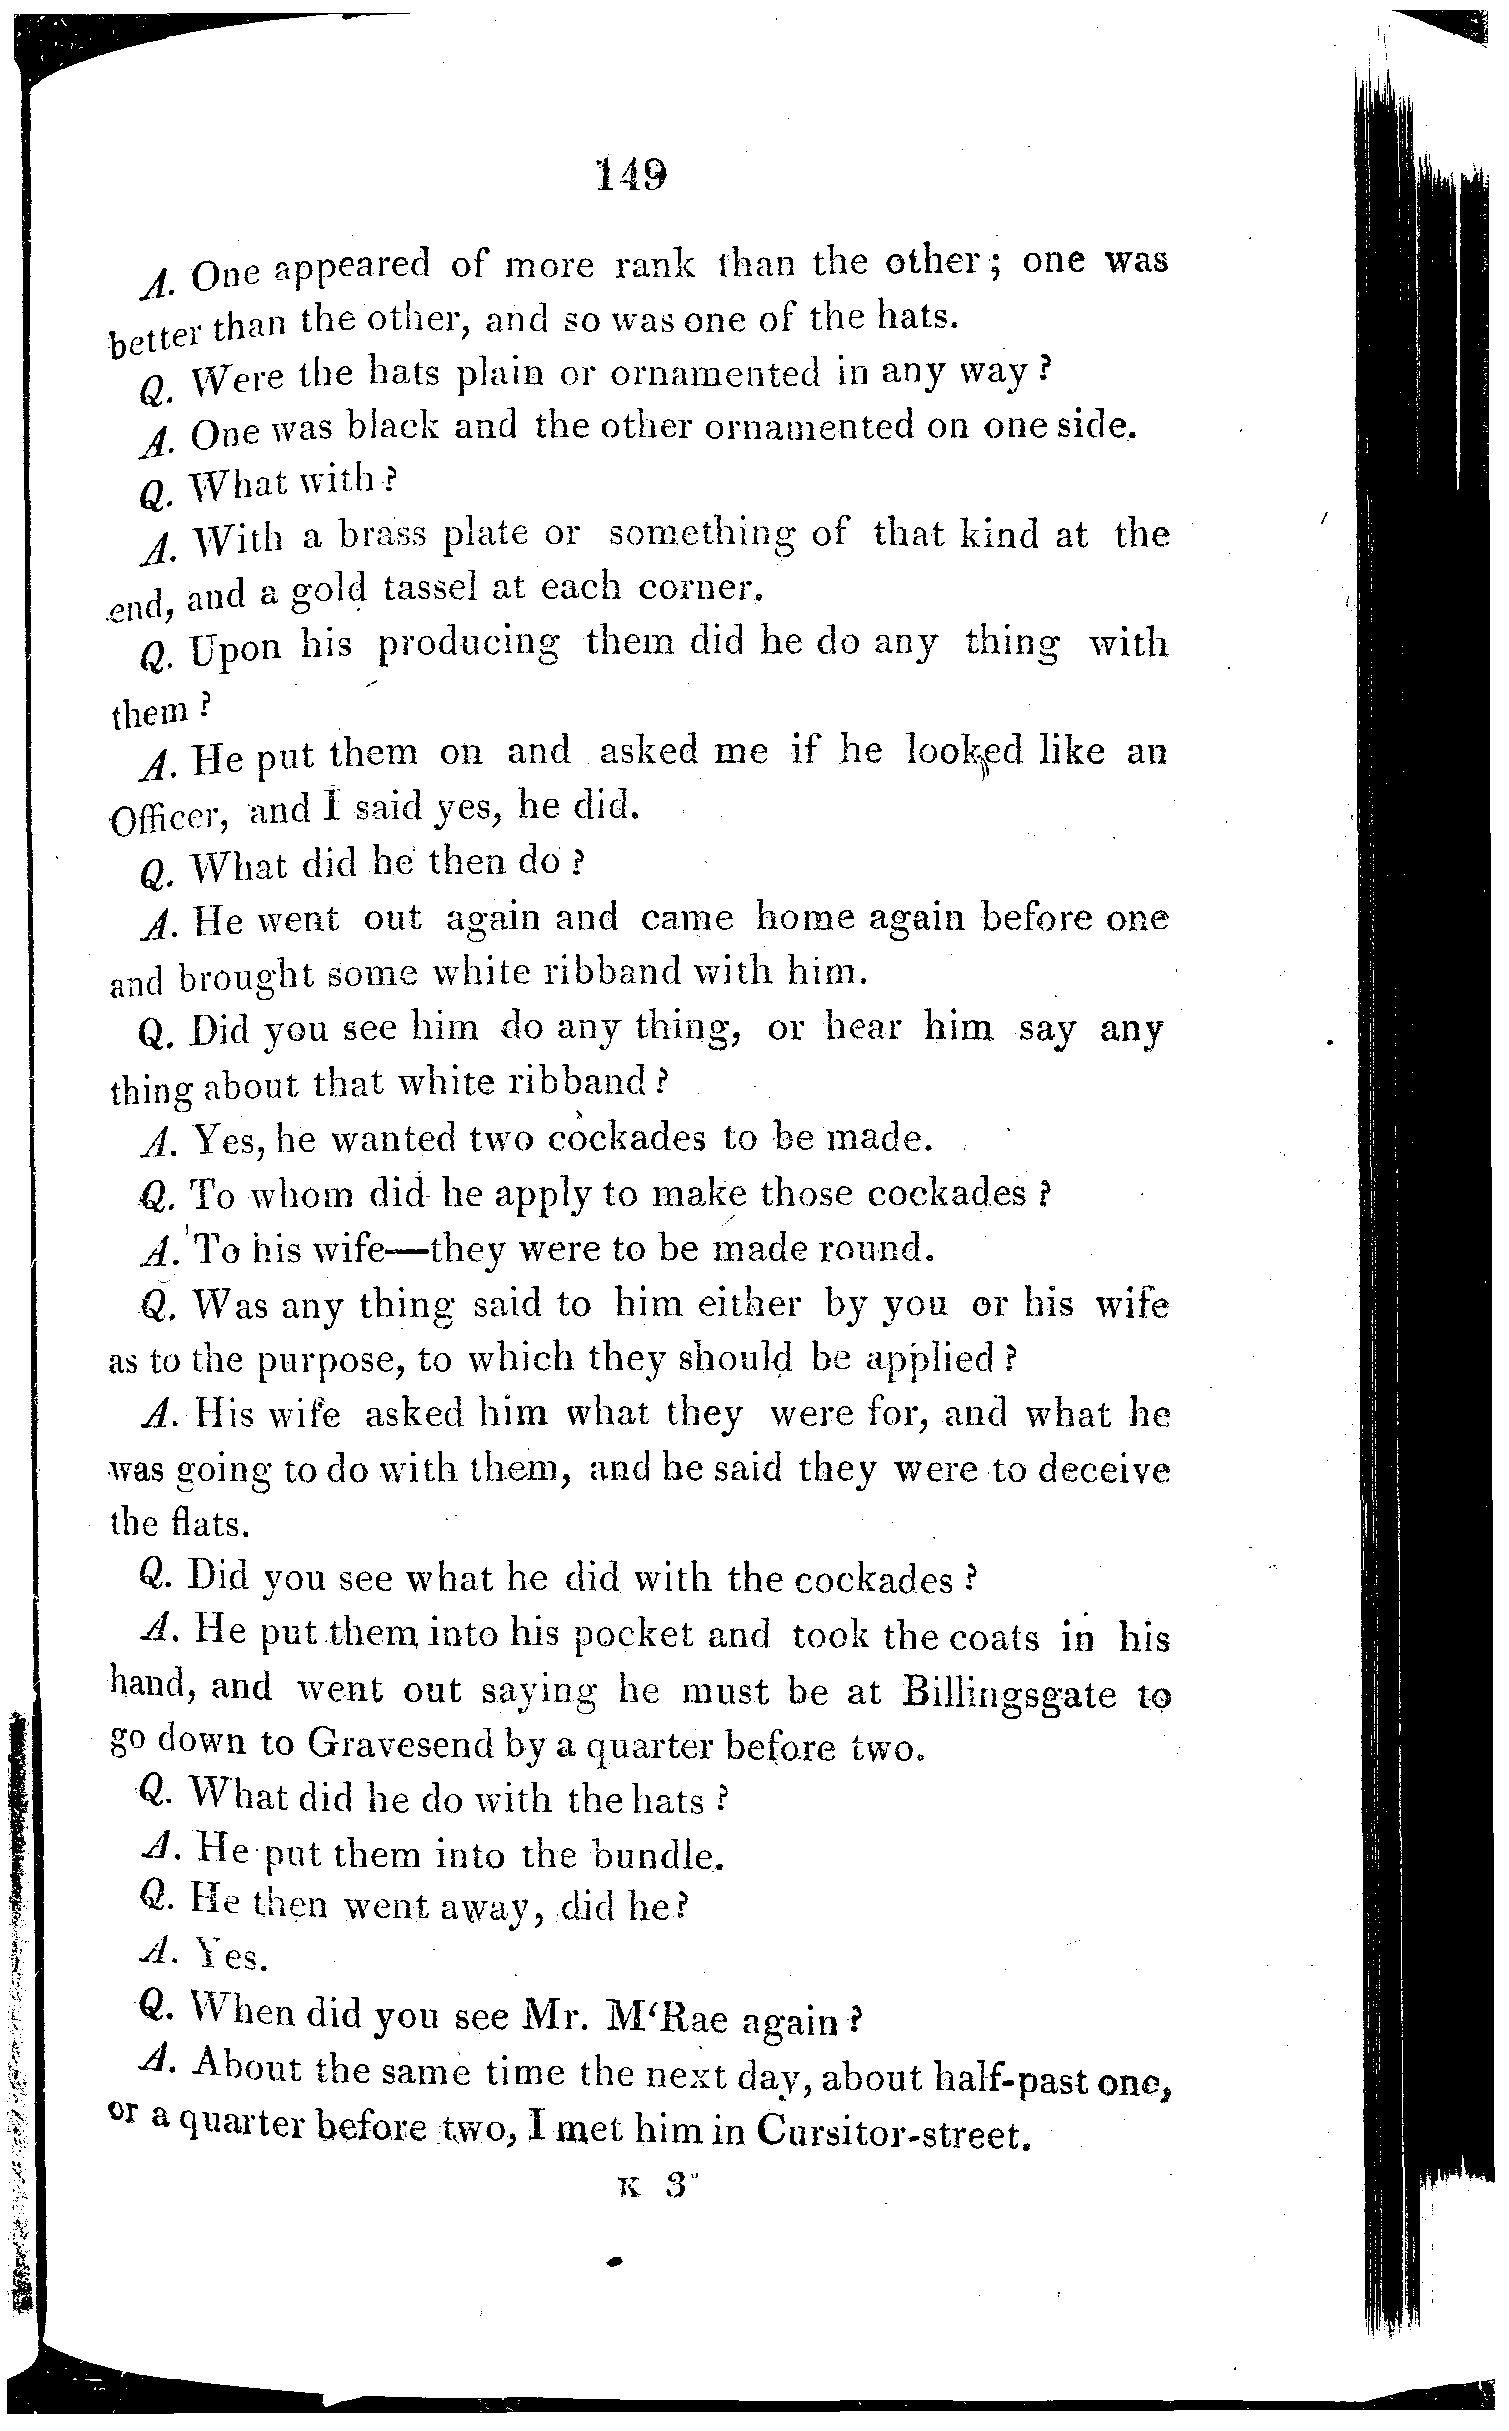 149
A. One appeared of more rank than the other; one was
better than the other, and so was one of the hats.
Q. Were the hats plain or ornamented in any way?
A. One was black and the other ornamented on one side.
Q. What with?
A. With a brass plate or something of that kind at the
end, and a gold tassel at each corner.
Q. Upon his producing them did he do any thing with
them?
A. He put them on and asked me if he looked like an
Officer, and I said yes, he did.
Q. What did he then do?
A. He went out again and came home again before one
and brought some white ribband with him.
Q. Did you see him do any thing, or hear him say any
thing about that white ribband?
A. Yes, he wanted two cockades to be made.
Q. To whom did he apply to make those cockades?
A. To his wife—they were to be made round.
Q. Was any thing said to him either by you or his wife
as to the purpose, to which they should be applied?
A. His wife asked him what they were for, and what he
was going to do with them, and he said they were to deceive
the flats.
Q. Did you see what he did with the cockades?
A. He put them into his pocket and took the coats in his
hand, and went out saying he must be at Billingsgate to
go down to Gravesend by a quarter before two.
Q. What did he do with the hats?
A. He put them into the bundle.
Q. He then went away, did he?
A. Yes.
Q. When did you see Mr. M‘Rae again?
A. About the same time the next day, about half-past one,
or a quarter before two, I met him in Cursitor-street.
K 3